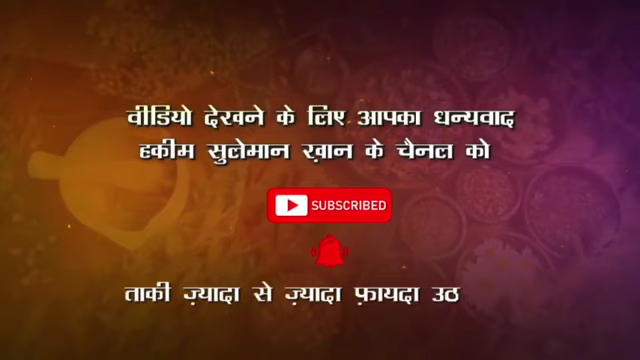 वीडियो देखने के लिए आपका धन्यवाद
हकीम सुलेमान ख़ान के चैनल को
SUBSCRIBED
ताकी ज़्यादा से ज़्यादा फ़ायदा उठ